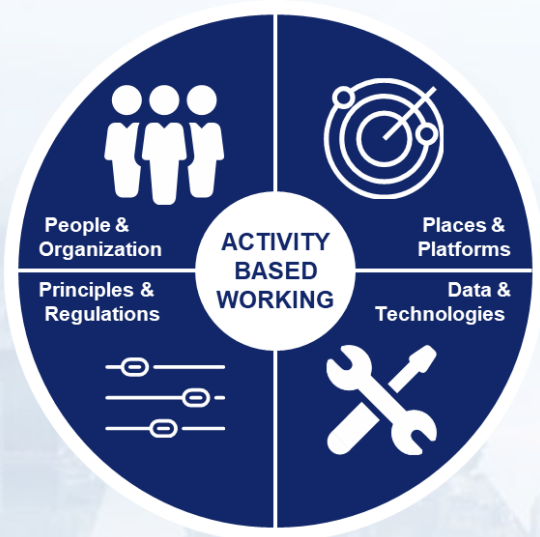 People &
Organization
Places &
Platforms
ACTIVITY
BASED
WORKING
Principles &
Regulations
Data &
Technologies